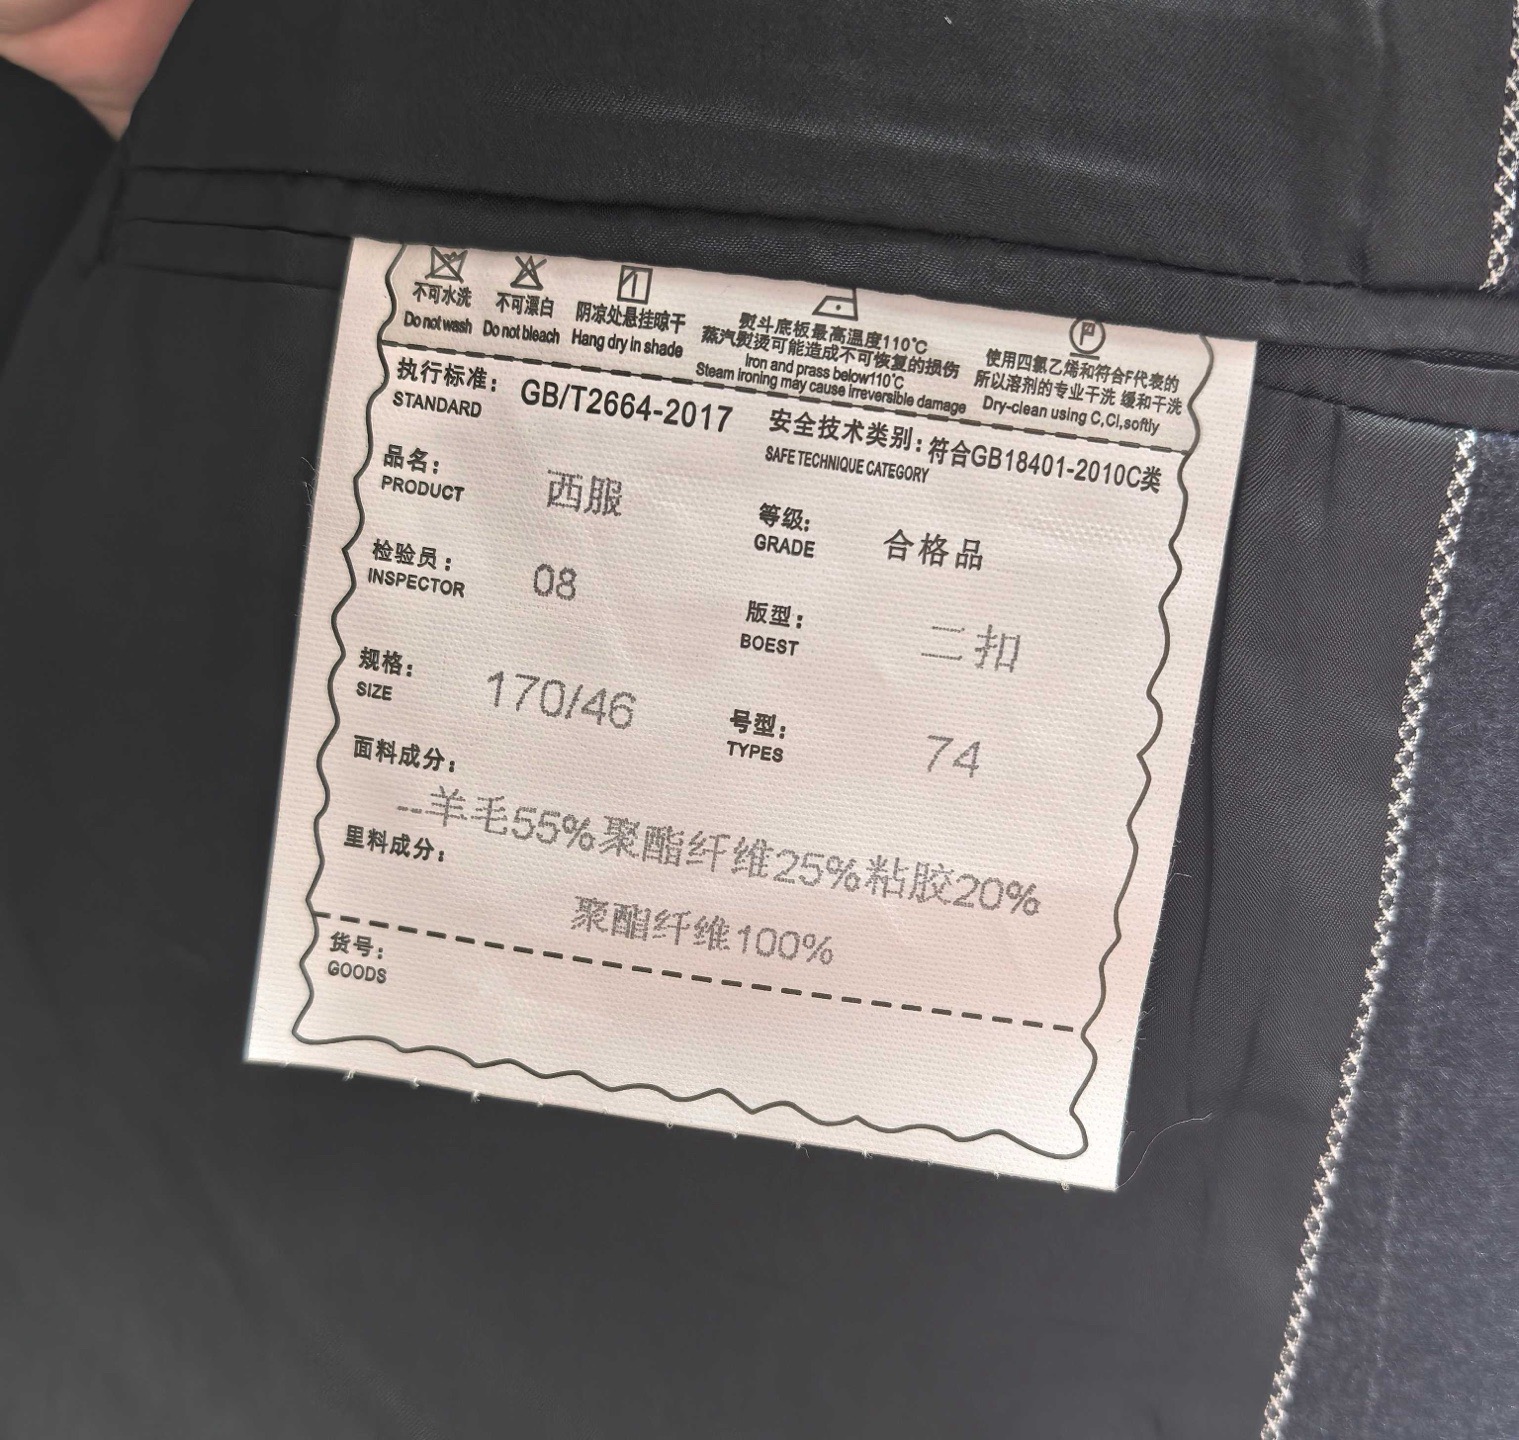 不可水洗
Do not wash
不可漂白
Do not bleach
阴凉处悬挂晾干
Hang dry in shade
熨斗底板最高温度110℃
蒸汽熨烫可能造成不可恢复的损伤
Iron and prass below110℃
Steam ironing may cause irreversible damage
P
使用四氯乙烯和符合F代表的
所以溶剂的专业干洗 缓和干洗
Dry-clean using C,Cl,softly
执行标准: GB/T2664-2017
STANDARD
安全技术类别: 符合GB18401-2010C类
SAFE TECHNIQUE CATEGORY
品名: 西服
PRODUCT
等级: 合格品
GRADE
检验员: 08
INSPECTOR
版型: 二扣
BOEST
规格: 170/46
SIZE
号型: 74
TYPES
面料成分:
--羊毛55%聚酯纤维25%粘胶20%
里料成分:
聚酯纤维100%
货号:
GOODS